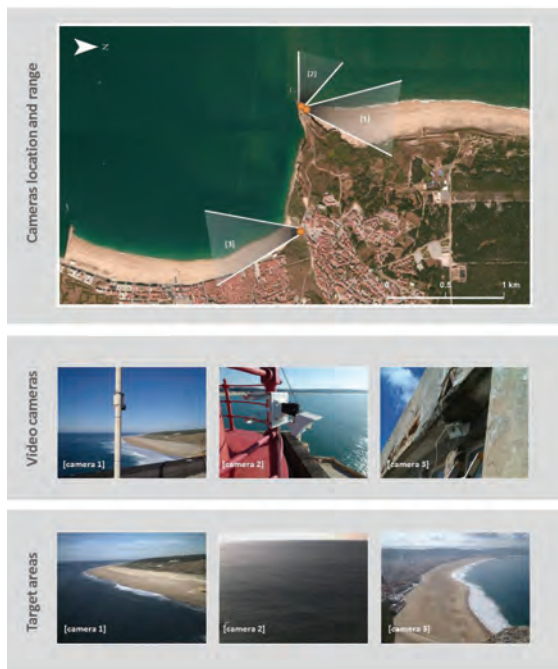 Cameras location and range
N
[2]
[1]
[3]
0
0.5
1 km
Video cameras
[camera 1]
[camera 2]
[camera 3]
Target areas
[camera 1]
[camera 2]
[camera 3]